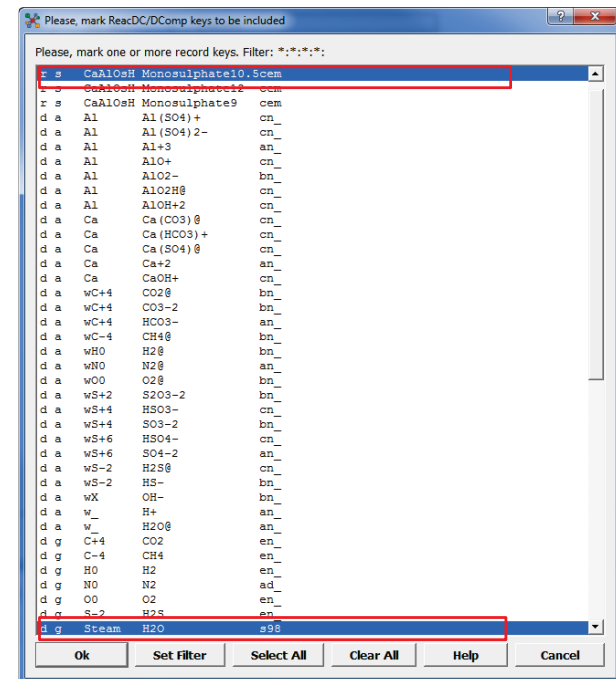 Please, mark ReacDC/DComp keys to be included
Please, mark one or more record keys. Filter: *:*:*:*:
r s CaAlOsH Monosulphate10.5cem
r s CaAlOsH Monosulphate12 cem
r s CaAlOsH Monosulphate9 cem
d a Al Al(SO4)+ cn_
d a Al Al(SO4)2- cn_
d a Al Al+3 an_
d a Al AlO+ cn_
d a Al AlO2- bn_
d a Al AlO2H@ cn_
d a Al AlOH+2 cn_
d a Ca Ca(CO3)@ cn_
d a Ca Ca(HCO3)+ cn_
d a Ca Ca(SO4)@ cn_
d a Ca Ca+2 an_
d a Ca CaOH+ cn_
d a wC+4 CO2@ bn_
d a wC+4 CO3-2 bn_
d a wC+4 HCO3- an_
d a wC-4 CH4@ bn_
d a wH0 H2@ bn_
d a wN0 N2@ an_
d a wO0 O2@ bn_
d a wS+2 S2O3-2 bn_
d a wS+4 HSO3- cn_
d a wS+4 SO3-2 bn_
d a wS+6 HSO4- cn_
d a wS+6 SO4-2 an_
d a wS-2 H2S@ cn_
d a wS-2 HS- bn_
d a wX OH- bn_
d a w_ H+ an_
d a w_ H2O@ an_
d g C+4 CO2 en_
d g C-4 CH4 en_
d g H0 H2 en_
d g N0 N2 ad_
d g O0 O2 en_
d g S-2 H2S en_
d g Steam H2O s98
Ok Set Filter Select All Clear All Help Cancel